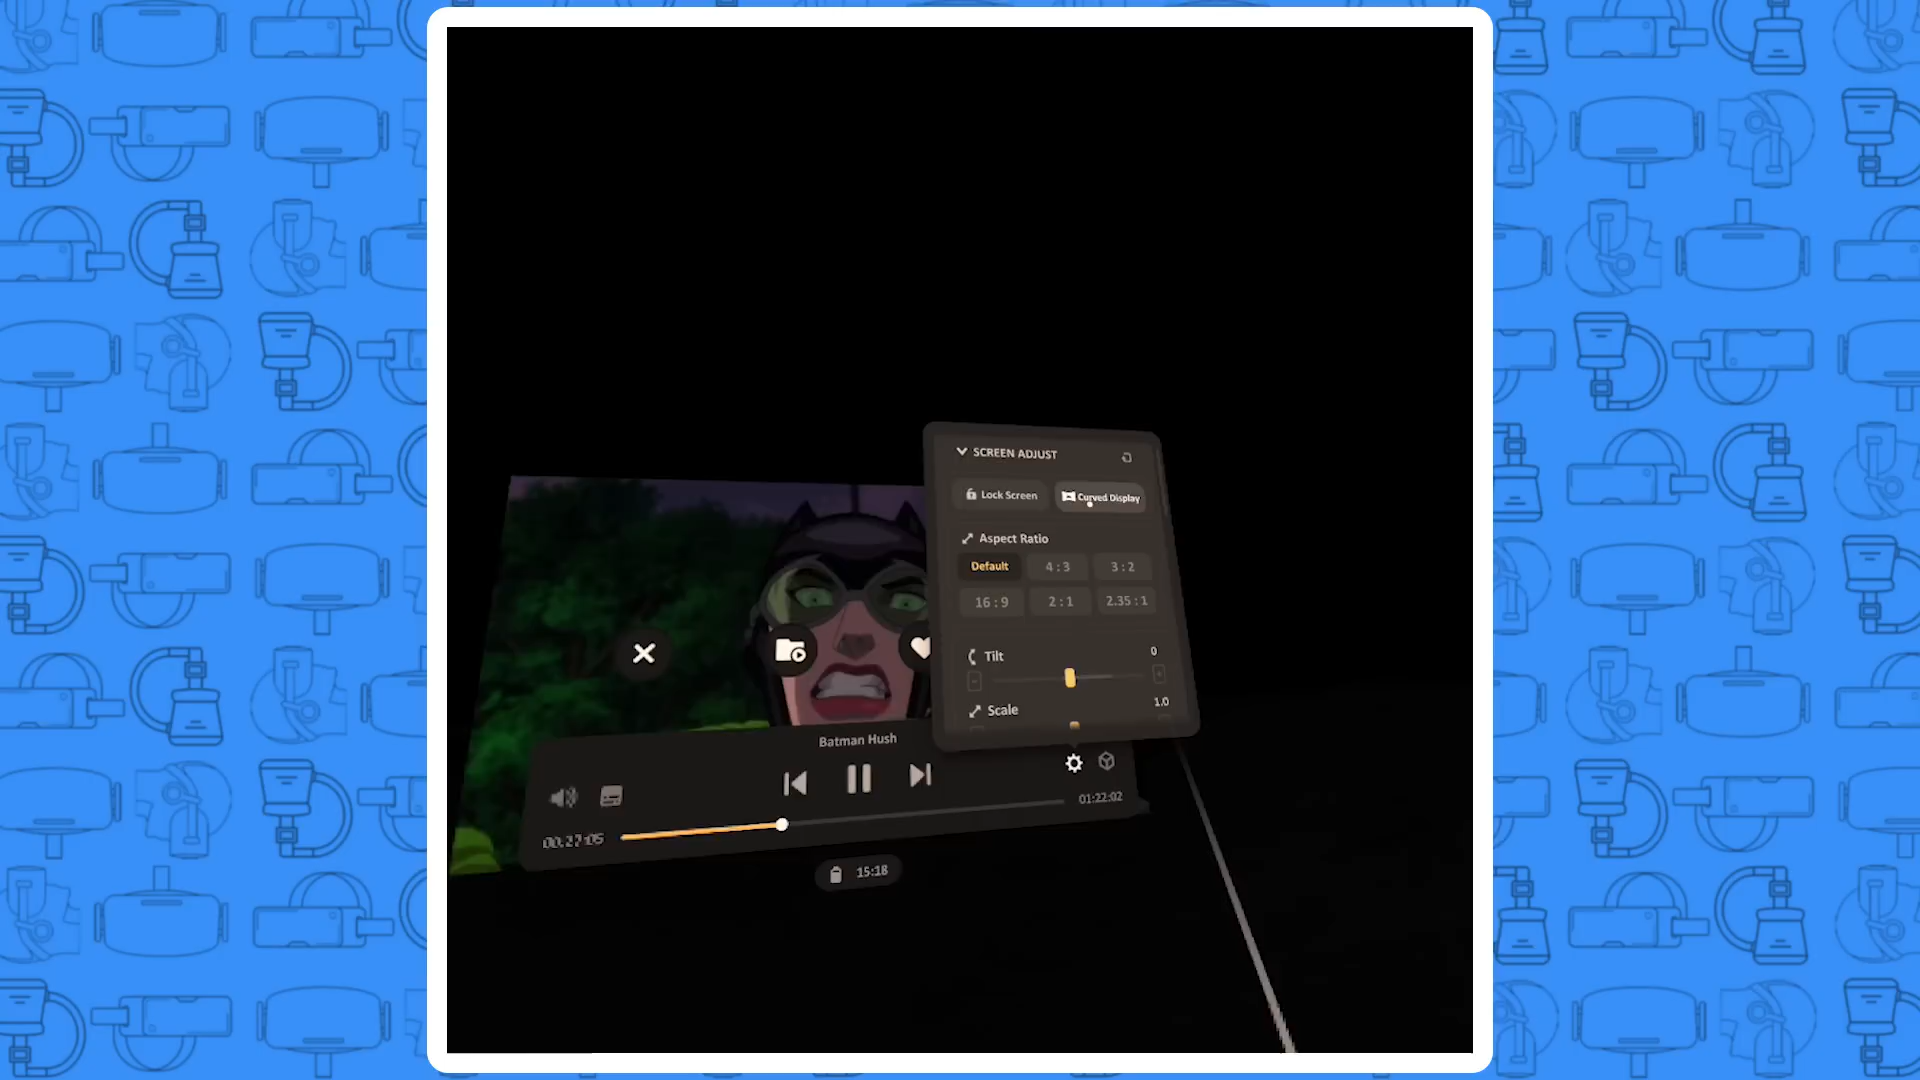 SCREEN ADJUST
Lock Screen
Curved Display
Aspect Ratio
Default
4 : 3
3 : 2
16 : 9
2 : 1
2.35 : 1
Tilt
0
Scale
1.0
Batman Hush
00:27:05
01:22:02
15:18